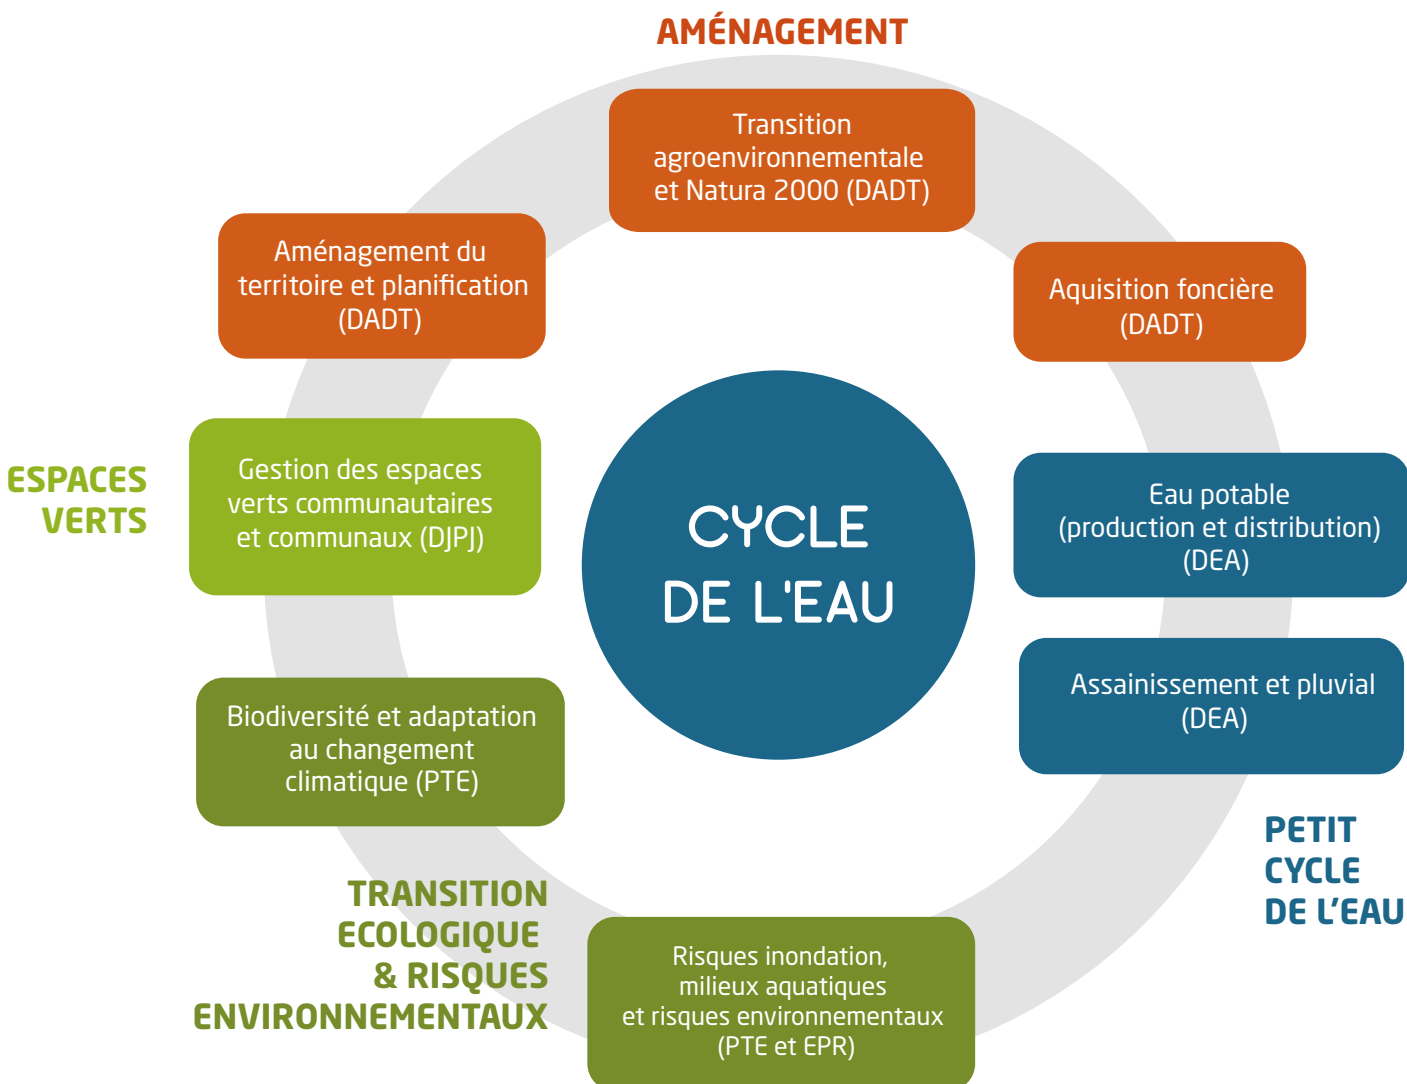 AMÉNAGEMENT
Transition
agroenvironnementale
et Natura 2000 (DADT)
Aménagement du
territoire et planification
(DADT)
Aquisition foncière
(DADT)
ESPACES
VERTS
Gestion des espaces
verts communautaires
et communaux (DJPJ)
CYCLE
DE L'EAU
Eau potable
(production et distribution)
(DEA)
Assainissement et pluvial
(DEA)
Biodiversité et adaptation
au changement
climatique (PTE)
PETIT
CYCLE
DE L’EAU
TRANSITION
ECOLOGIQUE
& RISQUES
ENVIRONNEMENTAUX
Risques inondation,
milieux aquatiques
et risques environnementaux
(PTE et EPR)